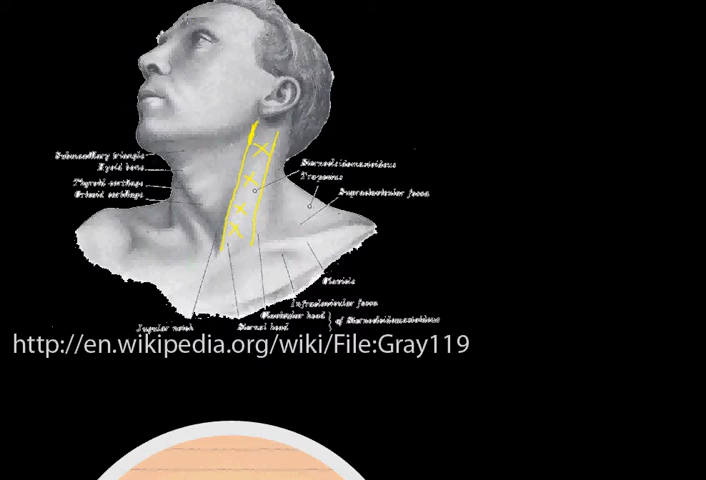 Submaxillary triangle
Hyoid bone
Thyroid cartilage
Cricoid cartilage
Sternocleidomastoideus
Trapezius
Supraclavicular fossa
Clavicle
Infraclavicular fossa
Clavicular head
Sternal head
of Sternocleidomastoideus
Jugular notch
http://en.wikipedia.org/wiki/File:Gray119